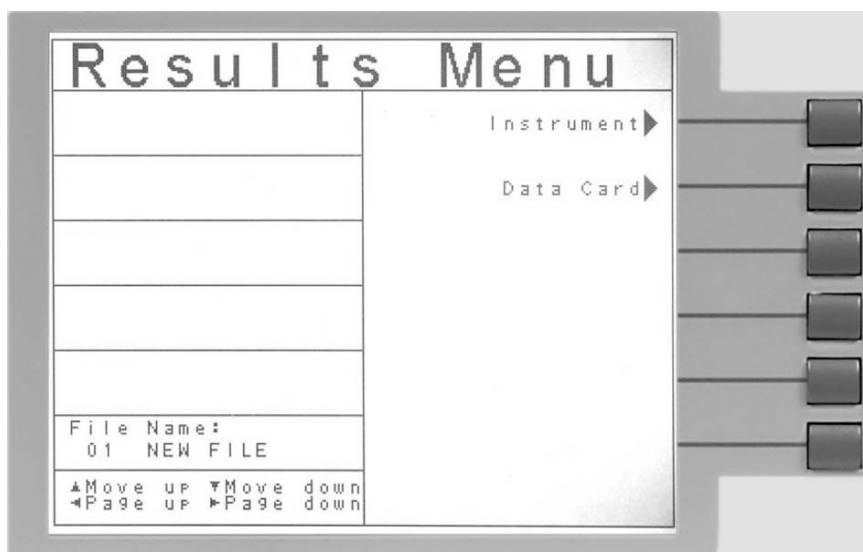 Results Menu
Instrument▶
Data Card▶
File Name:
01 NEW FILE
▲Move up ▼Move down
◄Page up ►Page down